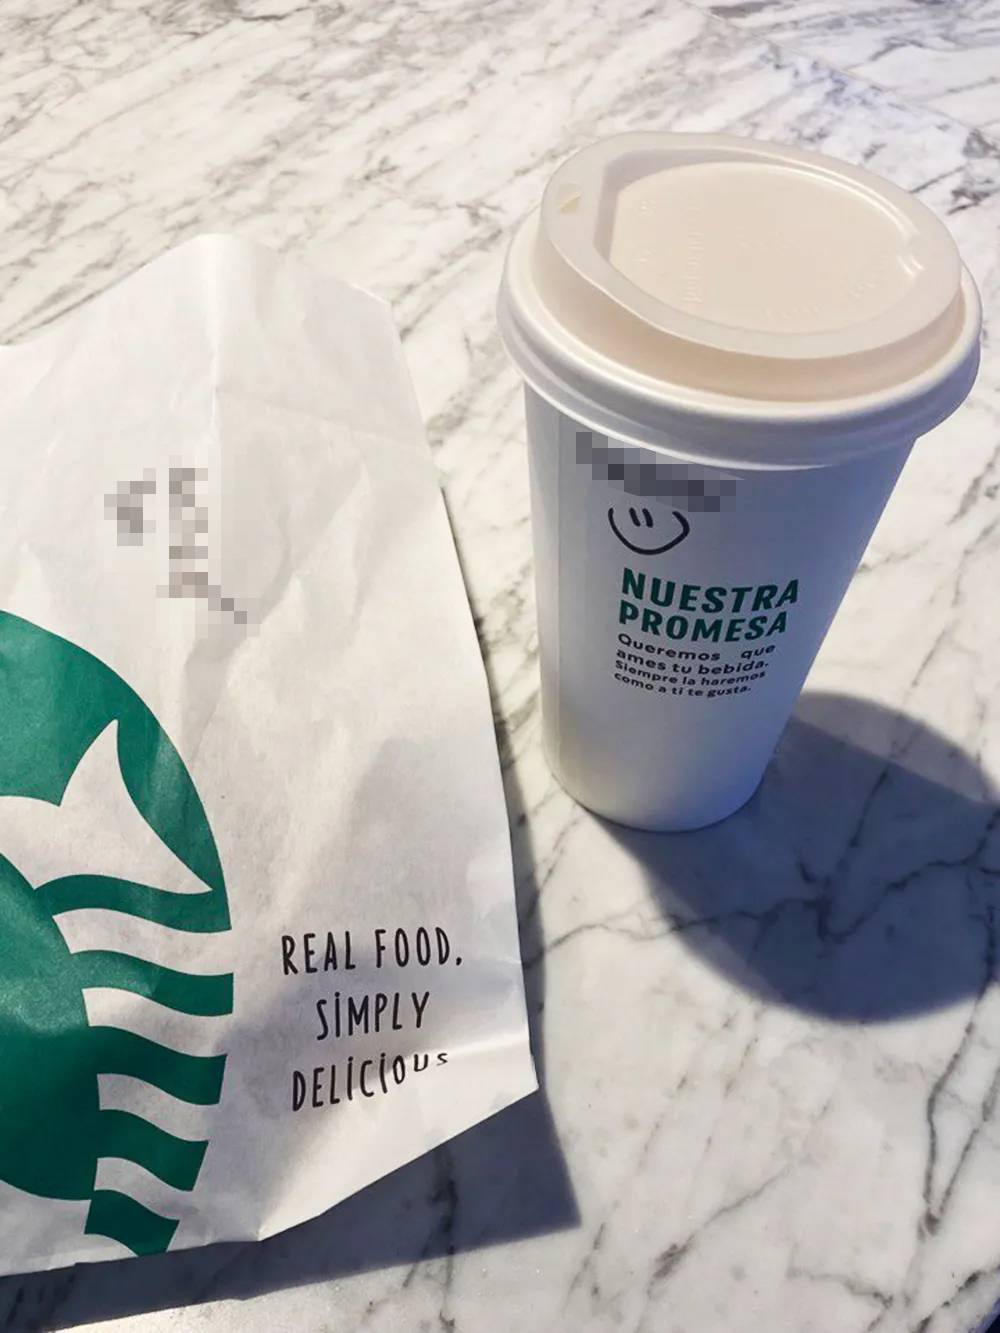 REAL FOOD.
SIMPLY
DELICIOUS
NUESTRA
PROMESA
Queremos que
ames tu bebida.
Siempre la haremos
como a ti te gusta.